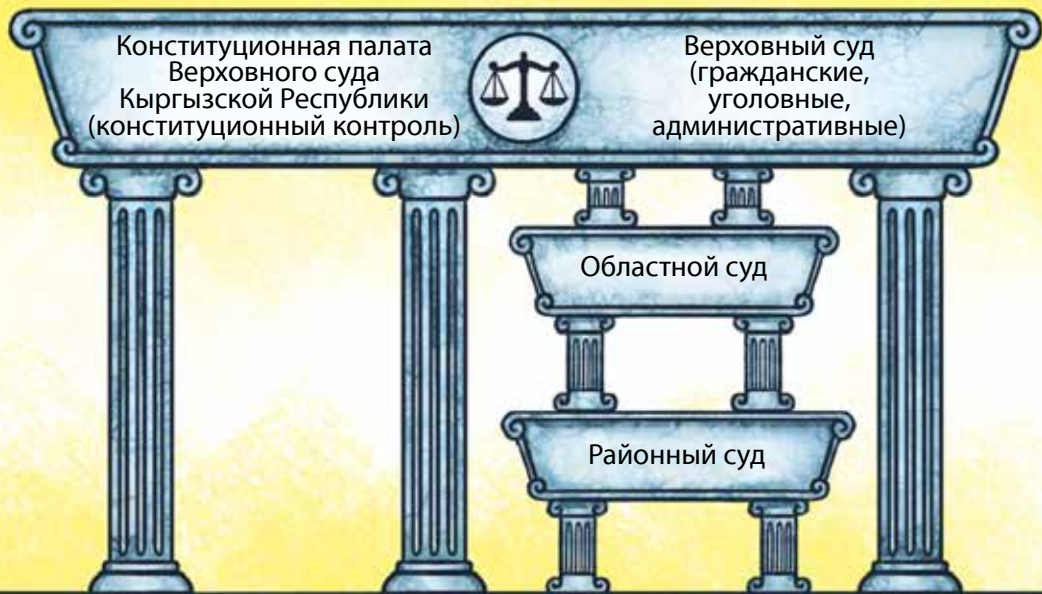 Конституционная палата
Верховного суда
Кыргызской Республики
(конституционный контроль)
Верховный суд
(гражданские,
уголовные,
административные)
Областной суд
Районный суд